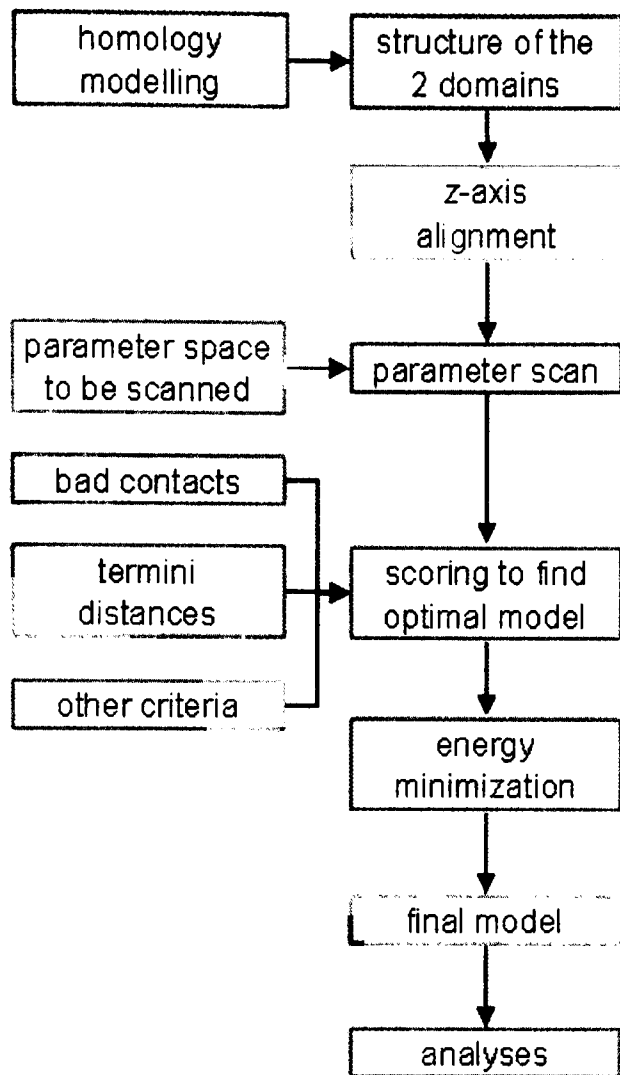 homology
modelling
structure of the
2 domains
z-axis
alignment
parameter space
to be scanned
parameter scan
bad contacts
termini
distances
scoring to find
optimal model
other criteria
energy
minimization
final model
analyses